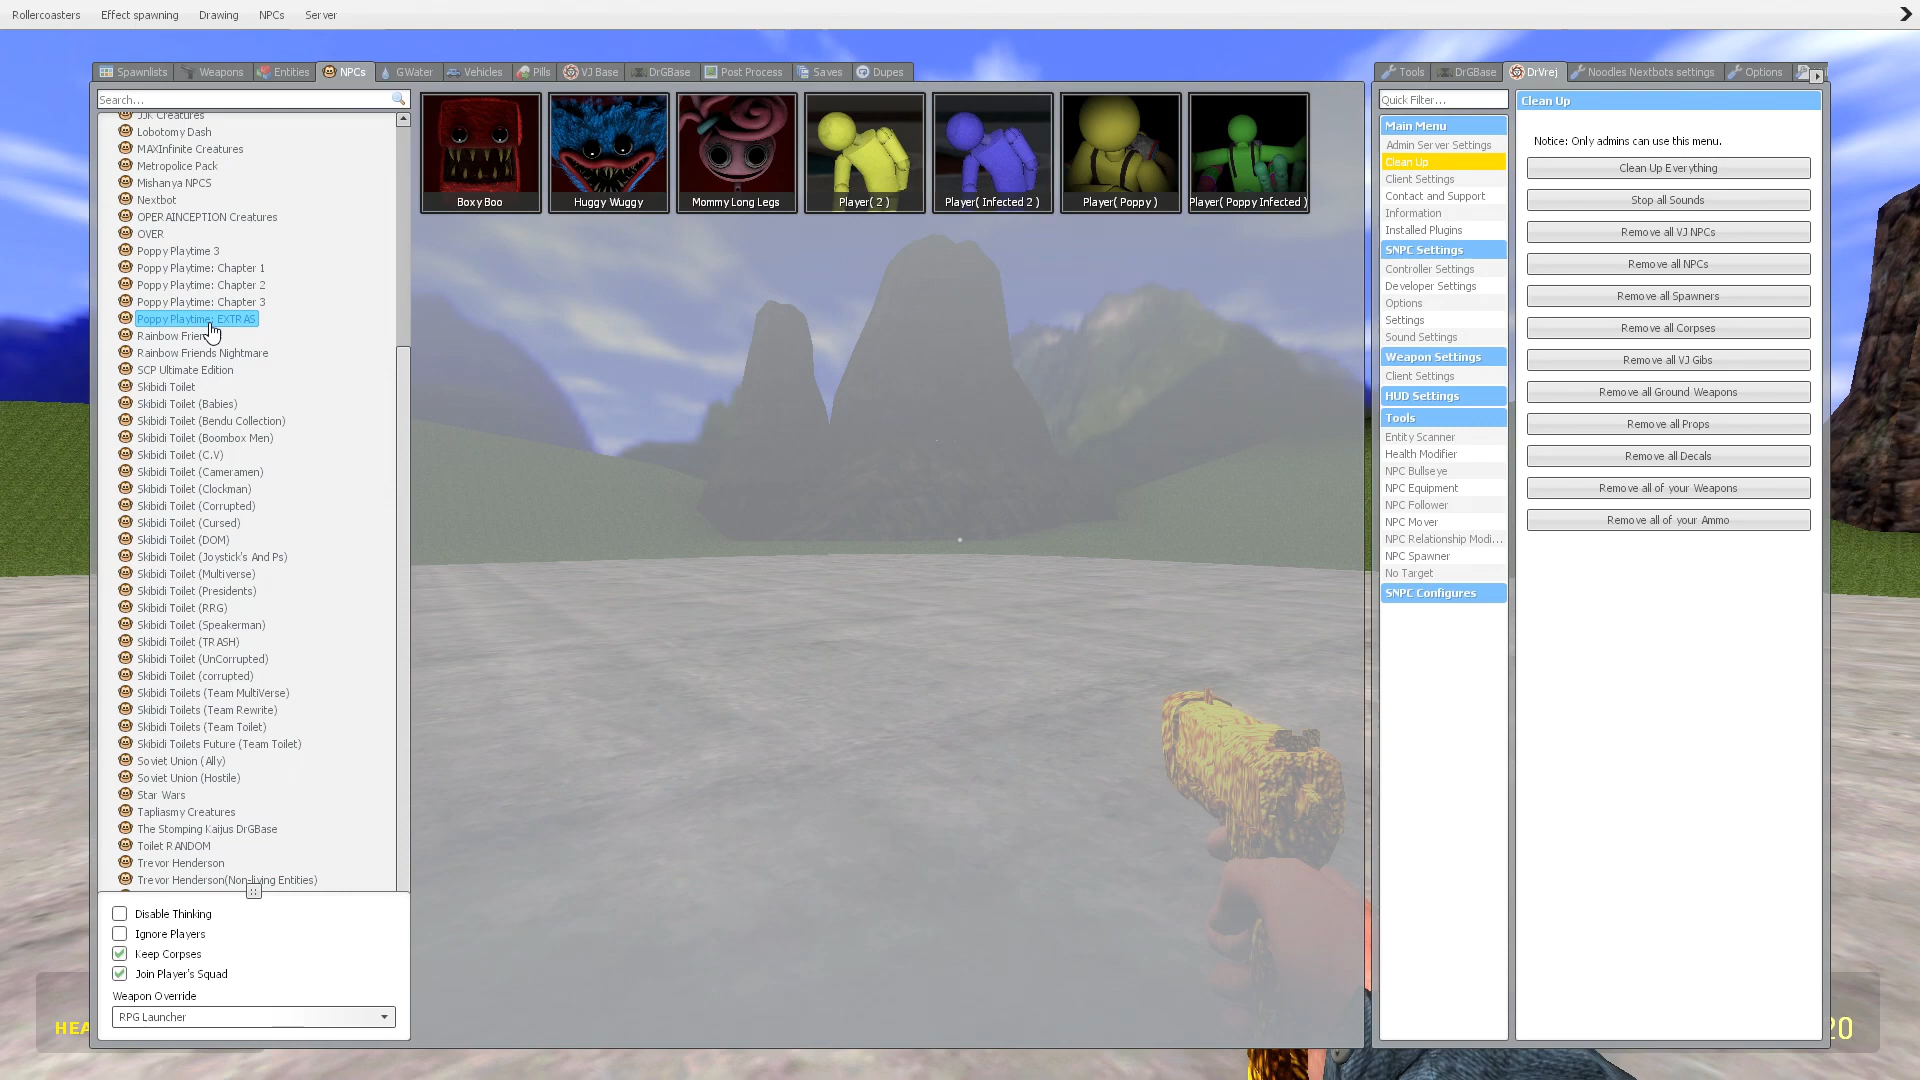 Rollercoasters Effect spawning Drawing NPCs Server
Spawnlists Weapons Entities NPCs GWater Vehicles Pills VJ Base DrGBase Post Process Saves Dupes
Search...
JJK Creatures
Lobotomy Dash
MAXInfinite Creatures
Metropolice Pack
Mishanya NPCS
Nextbot
OPERAINCEPTION Creatures
OVER
Poppy Playtime 3
Poppy Playtime: Chapter 1
Poppy Playtime: Chapter 2
Poppy Playtime: Chapter 3
Poppy Playtime: EXTRAS
Rainbow Friends
Rainbow Friends Nightmare
SCP Ultimate Edition
Skibidi Toilet
Skibidi Toilet (Babies)
Skibidi Toilet (Bendu Collection)
Skibidi Toilet (Boombox Men)
Skibidi Toilet (C.V)
Skibidi Toilet (Cameramen)
Skibidi Toilet (Clockman)
Skibidi Toilet (Corrupted)
Skibidi Toilet (Cursed)
Skibidi Toilet (DOM)
Skibidi Toilet (Joystick's And Ps)
Skibidi Toilet (Multiverse)
Skibidi Toilet (Presidents)
Skibidi Toilet (RRG)
Skibidi Toilet (Speakerman)
Skibidi Toilet (TRASH)
Skibidi Toilet (UnCorrupted)
Skibidi Toilet (corrupted)
Skibidi Toilets (Team MultiVerse)
Skibidi Toilets (Team Rewrite)
Skibidi Toilets (Team Toilet)
Skibidi Toilets Future (Team Toilet)
Soviet Union (Ally)
Soviet Union (Hostile)
Star Wars
Tapliasmy Creatures
The Stomping Kaijus DrGBase
Toilet RANDOM
Trevor Henderson
Trevor Henderson(Non-living Entities)
Disable Thinking
Ignore Players
Keep Corpses
Join Player's Squad
Weapon Override
RPG Launcher
HEA
Boxy Boo
Huggy Wuggy
Mommy Long Legs
Player( 2 )
Player( Infected 2 )
Player( Poppy )
Player( Poppy Infected )
Tools DrGBase DrVrej Noodles Nextbots settings Options
Quick Filter...
Main Menu
Admin Server Settings
Clean Up
Client Settings
Contact and Support
Information
Installed Plugins
SNPC Settings
Controller Settings
Developer Settings
Options
Settings
Sound Settings
Weapon Settings
Client Settings
HUD Settings
Tools
Entity Scanner
Health Modifier
NPC Bullseye
NPC Equipment
NPC Follower
NPC Mover
NPC Relationship Modi...
NPC Spawner
No Target
SNPC Configures
Clean Up
Notice: Only admins can use this menu.
Clean Up Everything
Stop all Sounds
Remove all VJ NPCs
Remove all NPCs
Remove all Spawners
Remove all Corpses
Remove all VJ Gibs
Remove all Ground Weapons
Remove all Props
Remove all Decals
Remove all of your Weapons
Remove all of your Ammo
20